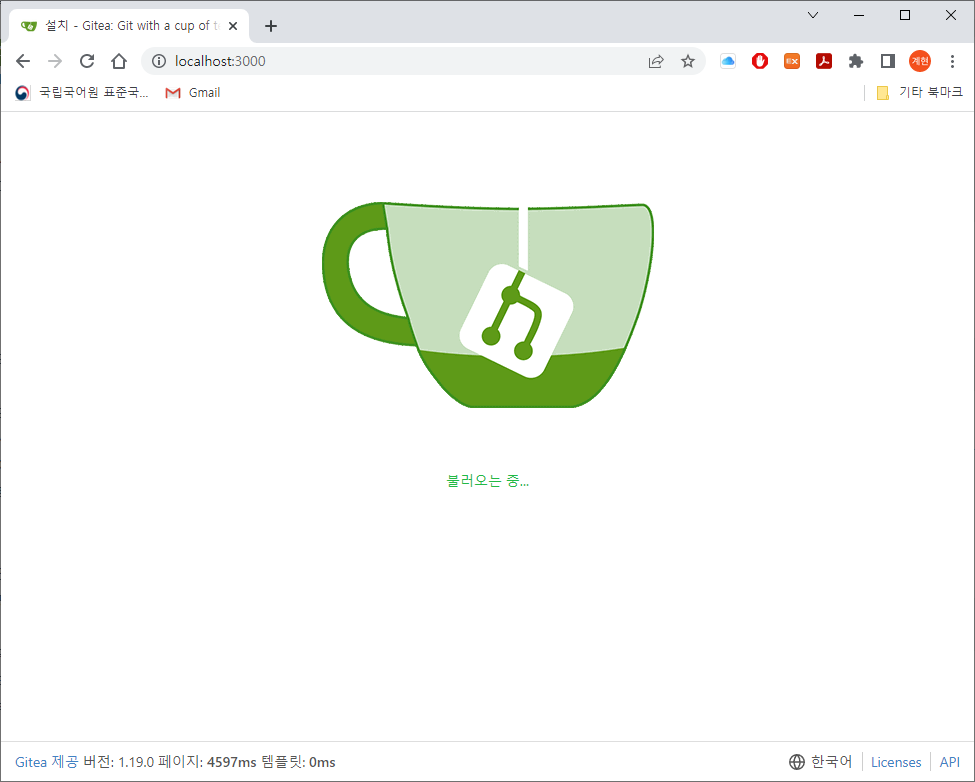 설치 - Gitea: Git with a cup of te
localhost:3000
EX
계현
국립국어원 표준국... Gmail 기타 북마크
불러오는 중...
Gitea 제공 버전: 1.19.0 페이지: 4597ms 템플릿: 0ms 한국어 Licenses API